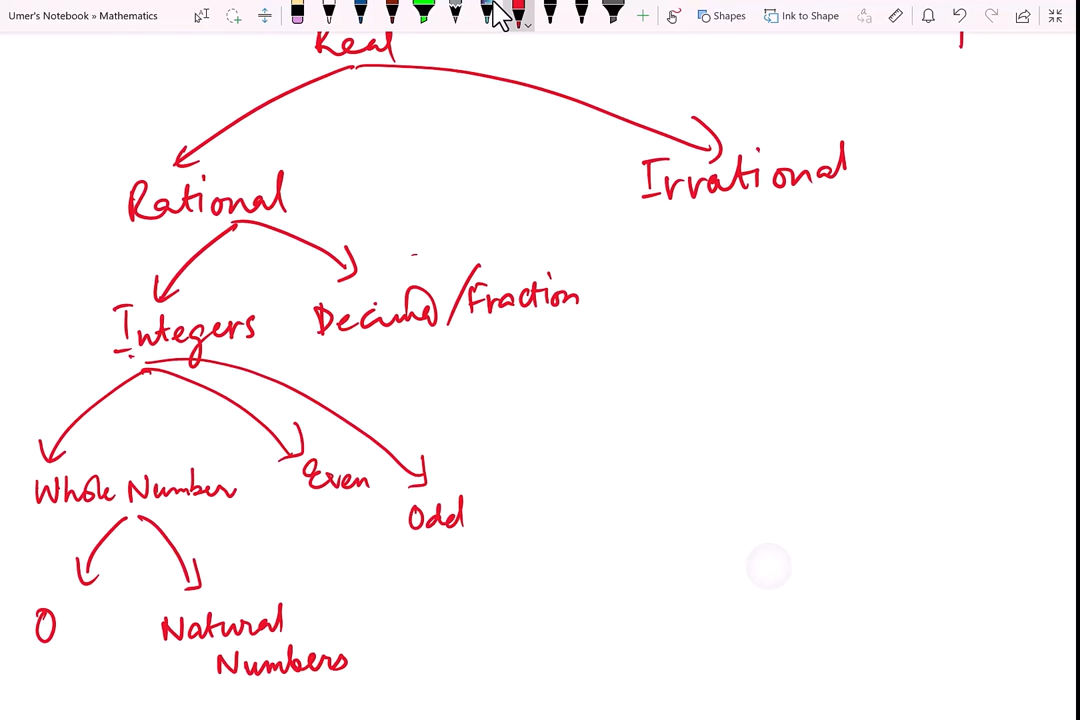 Umer's Notebook » Mathematics
Shapes
Ink to Shape
Real
Rational
Irrational
Integers
Decimal/Fraction
Whole Number
Even
Odd
0
Natural
Numbers